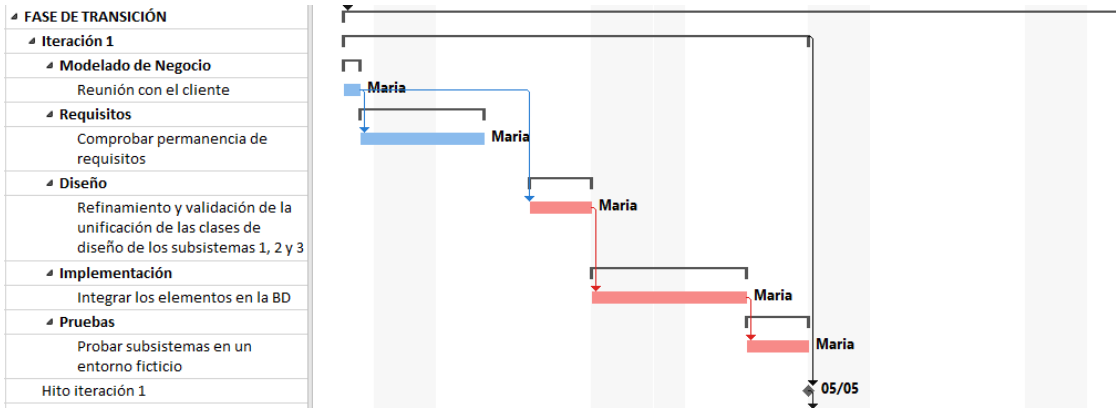 FASE DE TRANSICIÓN
Iteración 1
Modelado de Negocio
Reunión con el cliente
Maria
Requisitos
Comprobar permanencia de
requisitos
Maria
Diseño
Refinamiento y validación de la
unificación de las clases de
diseño de los subsistemas 1, 2 y 3
Maria
Implementación
Integrar los elementos en la BD
Maria
Pruebas
Probar subsistemas en un
entorno ficticio
Maria
Hito iteración 1
05/05